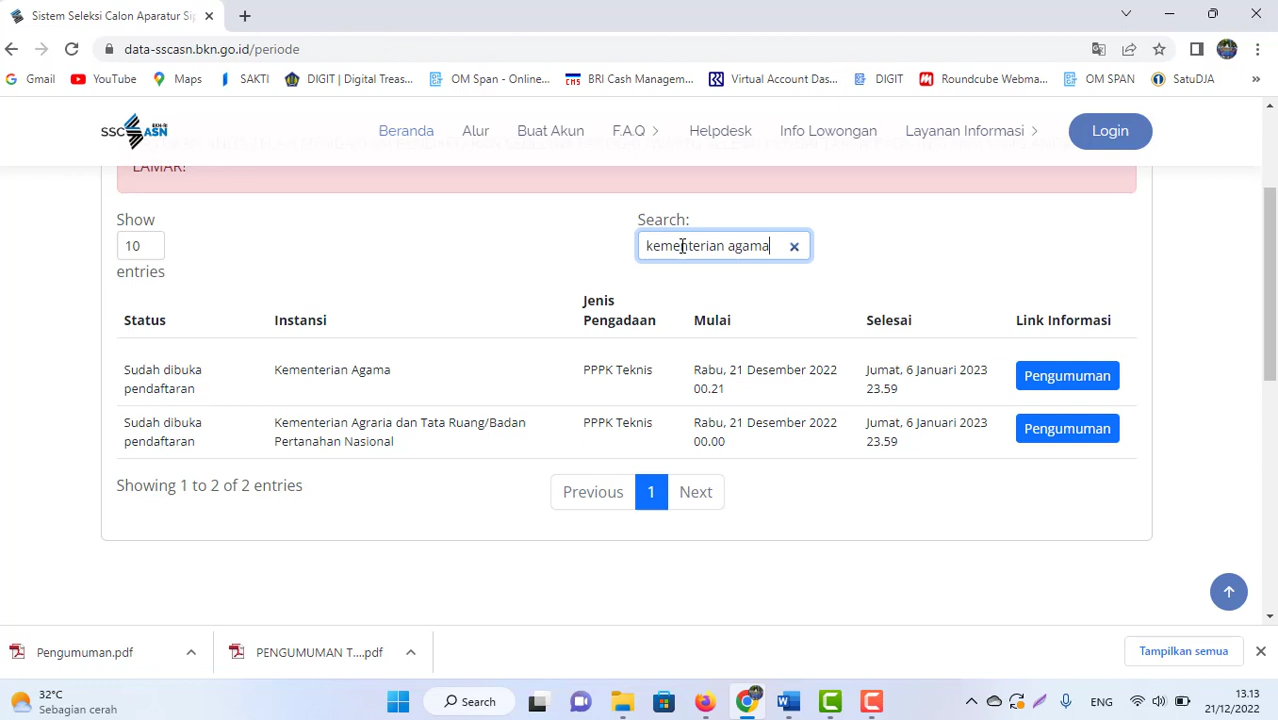 Sistem Seleksi Calon Aparatur Sip
data-sscasn.bkn.go.id/periode
Gmail YouTube Maps SAKTI DIGIT | Digital Treas... OM Span - Online... BRI Cash Managem... Virtual Account Das... DIGIT Roundcube Webma... OM SPAN SatuDJA
SSC ASN Beranda Alur Buat Akun F.A.Q Helpdesk Info Lowongan Layanan Informasi Login
LAMAR!
Show
10
entries
Search:
kementerian agama
Status Instansi Jenis Pengadaan Mulai Selesai Link Informasi
Sudah dibuka pendaftaran Kementerian Agama PPPK Teknis Rabu, 21 Desember 2022 00.21 Jumat, 6 Januari 2023 23.59 Pengumuman
Sudah dibuka pendaftaran Kementerian Agraria dan Tata Ruang/Badan Pertanahan Nasional PPPK Teknis Rabu, 21 Desember 2022 00.00 Jumat, 6 Januari 2023 23.59 Pengumuman
Showing 1 to 2 of 2 entries
Previous 1 Next
Pengumuman.pdf PENGUMUMAN T....pdf Tampilkan semua
32°C
Sebagian cerah
Search
ENG
13.13
21/12/2022